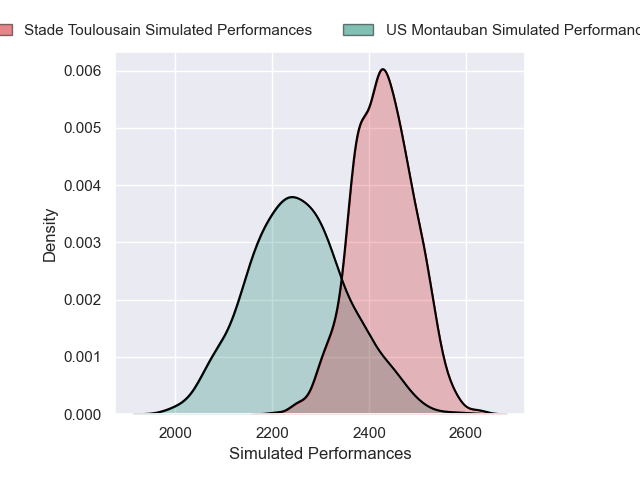 Stade Toulousain Simulated Performances
US Montauban Simulated
0.006
0.005
0.004
0.003
0.002
0.001
0.000
Density
2000
2200
2400
2600
Simulated Performances